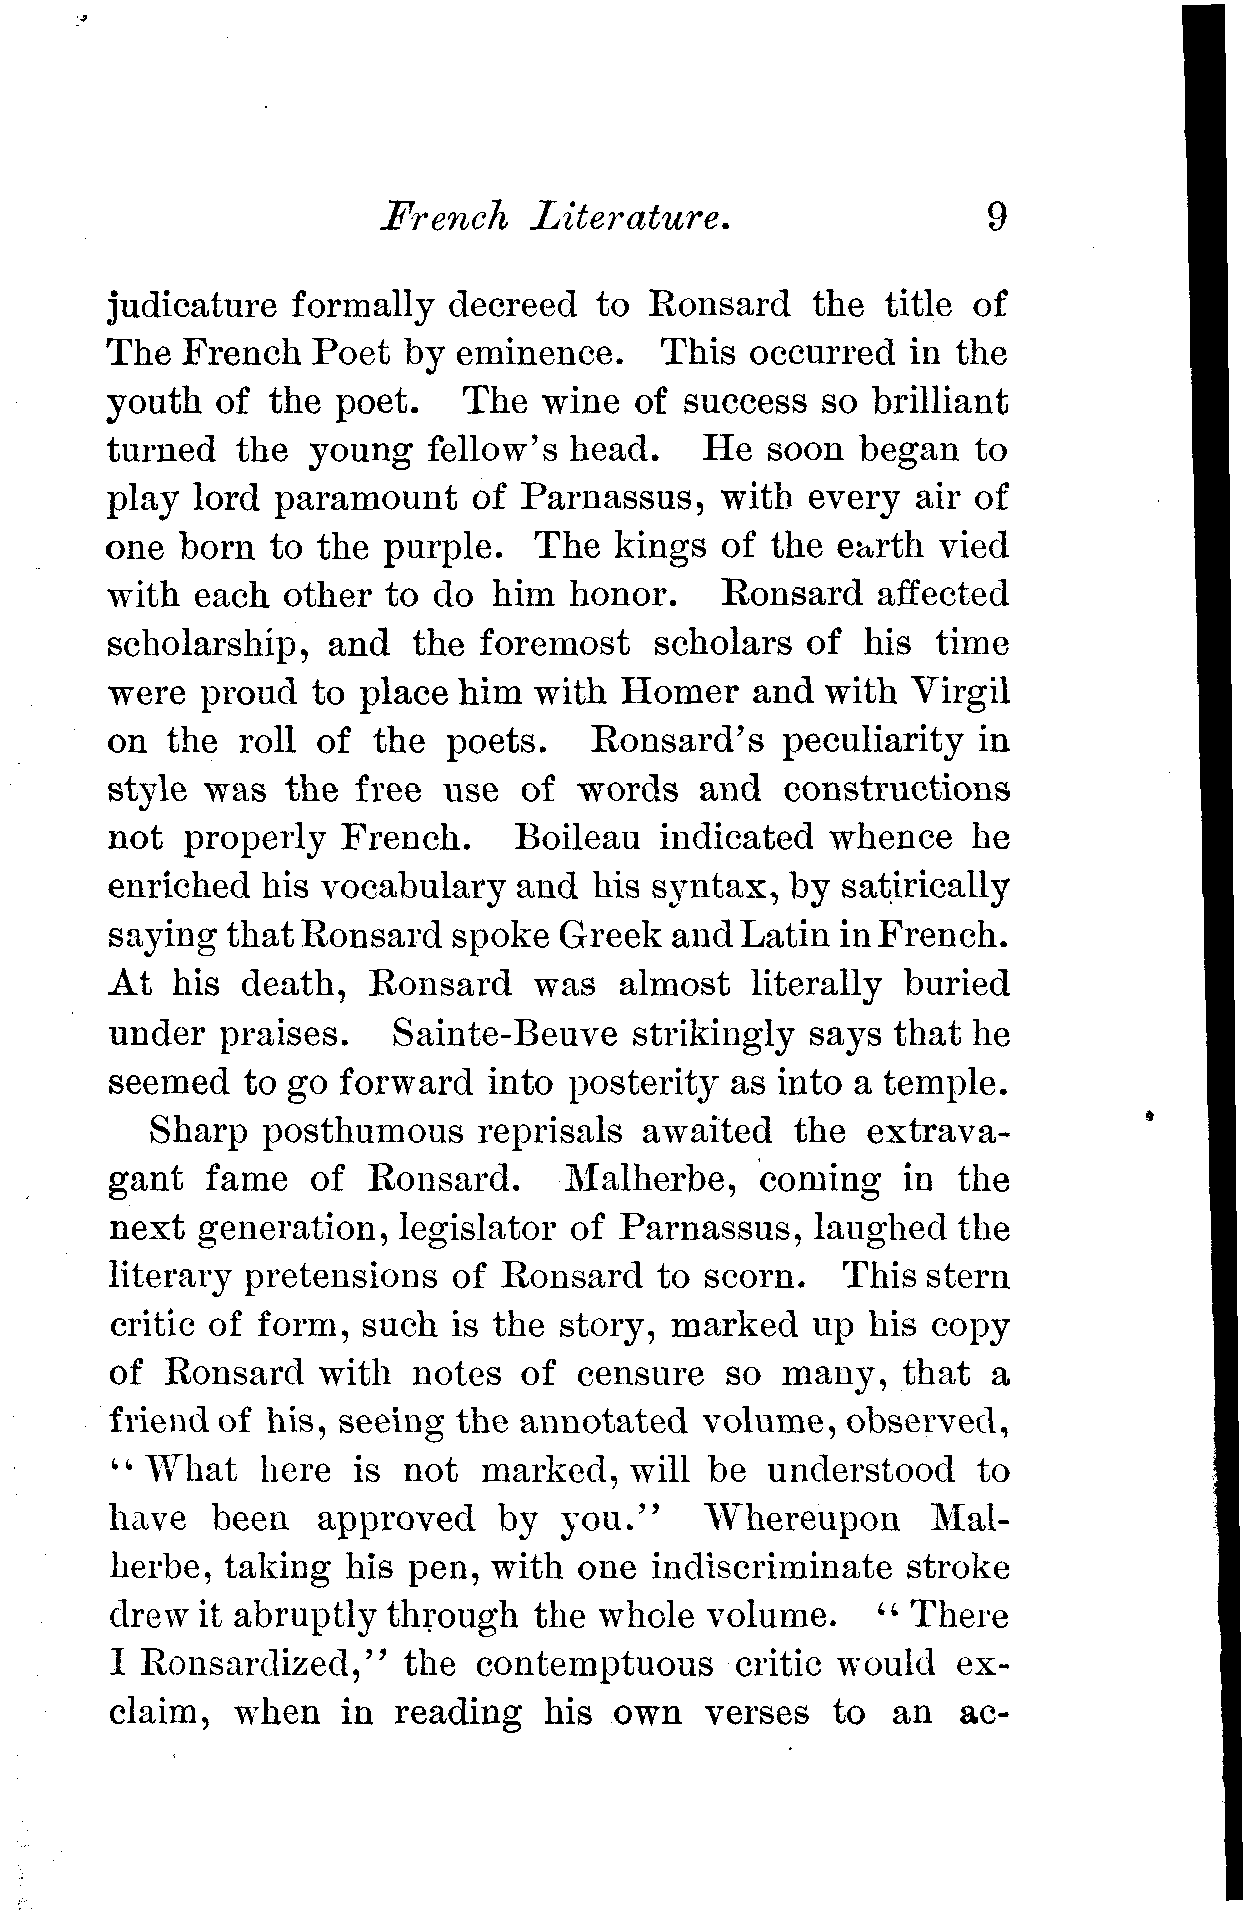 French Literature. 9
judicature formally decreed to Ronsard the title of
The French Poet by eminence. This occurred in the
youth of the poet. The wine of success so brilliant
turned the young fellow's head. He soon began to
play lord paramount of Parnassus, with every air of
one born to the purple. The kings of the earth vied
with each other to do him honor. Ronsard affected
scholarship, and the foremost scholars of his time
were proud to place him with Homer and with Virgil
on the roll of the poets. Ronsard's peculiarity in
style was the free use of words and constructions
not properly French. Boileau indicated whence he
enriched his vocabulary and his syntax, by satirically
saying that Ronsard spoke Greek and Latin in French.
At his death, Ronsard was almost literally buried
under praises. Sainte-Beuve strikingly says that he
seemed to go forward into posterity as into a temple.
Sharp posthumous reprisals awaited the extrava-
gant fame of Ronsard. Malherbe, coming in the
next generation, legislator of Parnassus, laughed the
literary pretensions of Ronsard to scorn. This stern
critic of form, such is the story, marked up his copy
of Ronsard with notes of censure so many, that a
friend of his, seeing the annotated volume, observed,
"What here is not marked, will be understood to
have been approved by you." Whereupon Mal-
herbe, taking his pen, with one indiscriminate stroke
drew it abruptly through the whole volume. "There
I Ronsardized," the contemptuous critic would ex-
claim, when in reading his own verses to an ac-